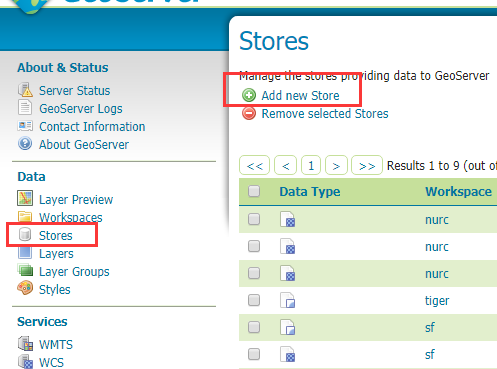 GeoServer
About & Status
Server Status
GeoServer Logs
Contact Information
About GeoServer
Data
Layer Preview
Workspaces
Stores
Layers
Layer Groups
Styles
Services
WMTS
WCS
Stores
Manage the stores providing data to GeoServer
Add new Store
Remove selected Stores
<< < 1 > >> Results 1 to 9 (out of
Data Type Workspace
nurc
nurc
nurc
tiger
sf
sf